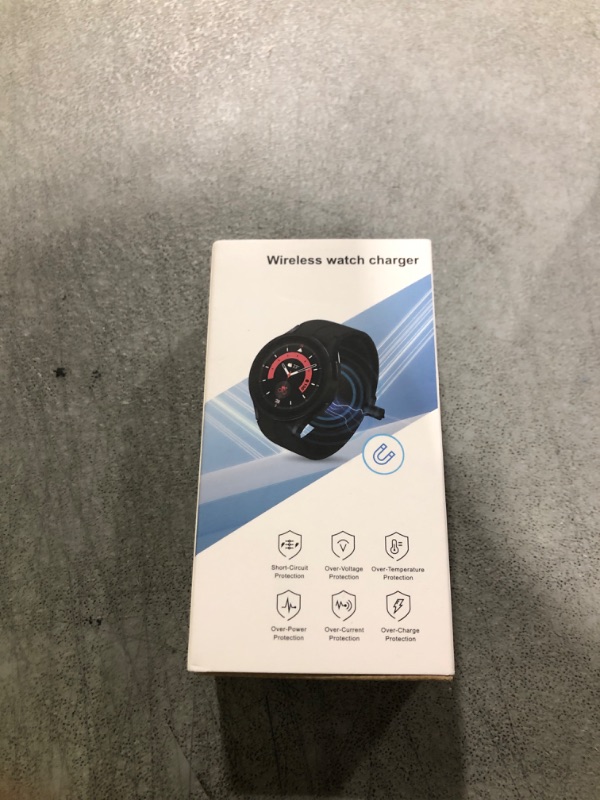 Wireless watch charger
Short-Circuit Over-Voltage Over-Temperature
Protection Protection Protection
Over-Power Over-Current Over-Charge
Protection Protection Protection